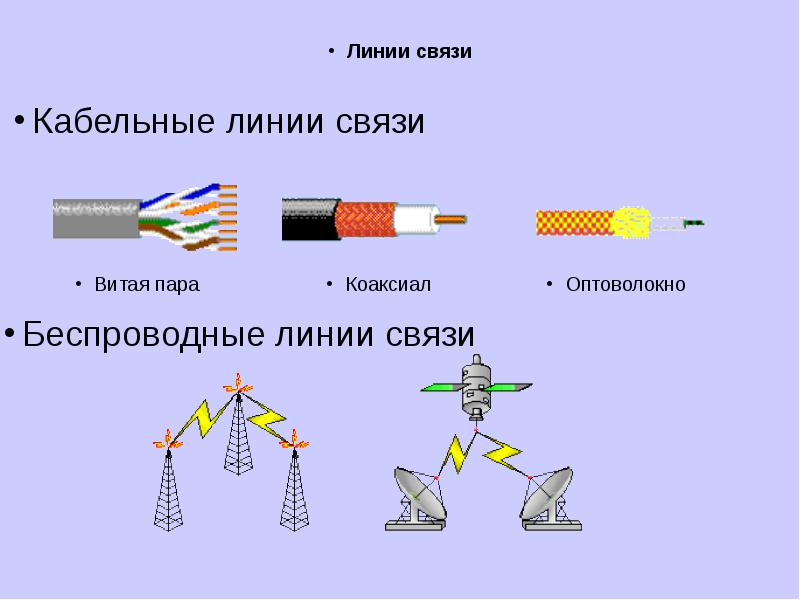 • Линии связи
• Кабельные линии связи
• Витая пара
• Коаксиал
• Оптоволокно
• Беспроводные линии связи